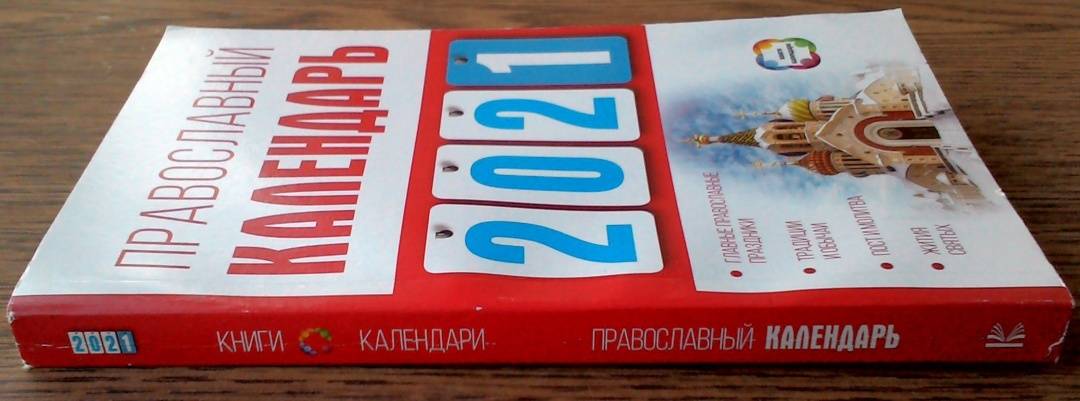 ПРАВОСЛАВНЫЙ
КАЛЕНДАРЬ
2021
ГЛАВНЫЕ ПРАВОСЛАВНЫЕ
ПРАЗДНИКИ
ТРАДИЦИИ
И ОБЫЧАИ
ПОСТ И МОЛИТВА
ЖИТИЯ
СВЯТЫХ
2021 КНИГИ КАЛЕНДАРИ ПРАВОСЛАВНЫЙ КАЛЕНДАРЬ